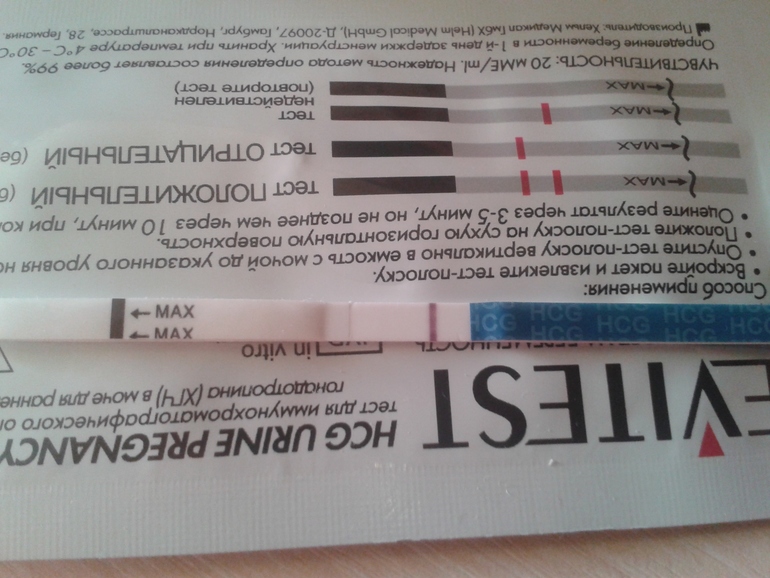 EVITEST
HCG URINE PREGNANCY
тест для иммунохроматографического
гонадотропина (ХГЧ) в моче для
in vitro
← MAX
← MAX
HCG HCG HCG HCG HCG
Способ применения:
• Вскройте пакет и извлеките тест-полоску.
• Опустите тест-полоску вертикально в емкость с мочой до указанного уровня
• Положите тест-полоску на сухую горизонтальную поверхность.
• Оцените результат через 3-5 минут, но не позднее чем через 10 минут, при
←MAX тест ПОЛОЖИТЕЛЬНЫЙ
←MAX тест ОТРИЦАТЕЛЬНЫЙ
←MAX тест
НЕДЕЙСТВИТЕЛЕН
←MAX (повторите тест)
ЧУВСТВИТЕЛЬНОСТЬ: 20 мМЕ/ml. Надежность метода определения составляет более 99%.
Определение беременности в 1-й день задержки менструации. Хранить при температуре 4°C – 30°C
Производитель: Хельм Медикал ГмбХ (Helm Medical GmbH), Д-20097, Гамбург, Нордканалштрассе, 28, Германия.